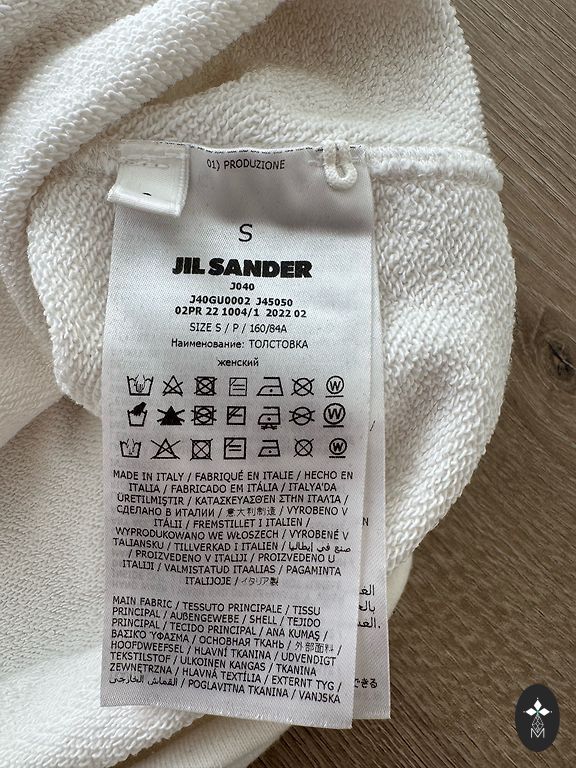 01) PRODUZIONE
S
JIL SANDER
J040
J40GU0002 J45050
02PR 22 1004/1 2022 02
SIZE S / P / 160/84A
Наименование: ТОЛСТОВКА
женский
W
W
W
MADE IN ITALY / FABRIQUÉ EN ITALIE / HECHO EN
ITALIA / FABRICADO EM ITÁLIA / ITALYA'DA
ÜRETILMIŞTIR / ΚΑΤΑΣΚΕΥΑΣΘΕΝ ΣΤΗΝ ΙΤΑΛΙΑ /
СДЕЛАНО В ИТАЛИИ / 意大利制造 / VYROBENO V
ITÁLII / FREMSTILLET I ITALIEN /
WYPRODUKOWANO WE WŁOSZECH / VYROBENÉ V
TALIANSKU / TILLVERKAD I ITALIEN / صنع في إيطاليا
/ PROIZVEDENO V ITALIJI / PROIZVEDENO U
ITALIJI / VALMISTATUD ITAALIAS / PAGAMINTA
ITALIJOJE / イタリア製
MAIN FABRIC / TESSUTO PRINCIPALE / TISSU
PRINCIPAL / AUßENGEWEBE / SHELL / TEJIDO
PRINCIPAL / TECIDO PRINCIPAL / ANA KUMAŞ /
ΒΑΣΙΚΟ ΎΦΑΣΜΑ / ОСНОВНАЯ ТКАНЬ / 外部面料 /
HOOFDWEEFSEL / HLAVNÍ TKANINA / UDVENDIGT
TEKSTILSTOF / ULKOINEN KANGAS / TKANINA
ZEWNĘTRZNA / HLAVNÁ TEXTÍLIA / EXTERNT TYG /
القماش الخارجي / POGLAVITNA TKANINA / VANJSKA
できる
M